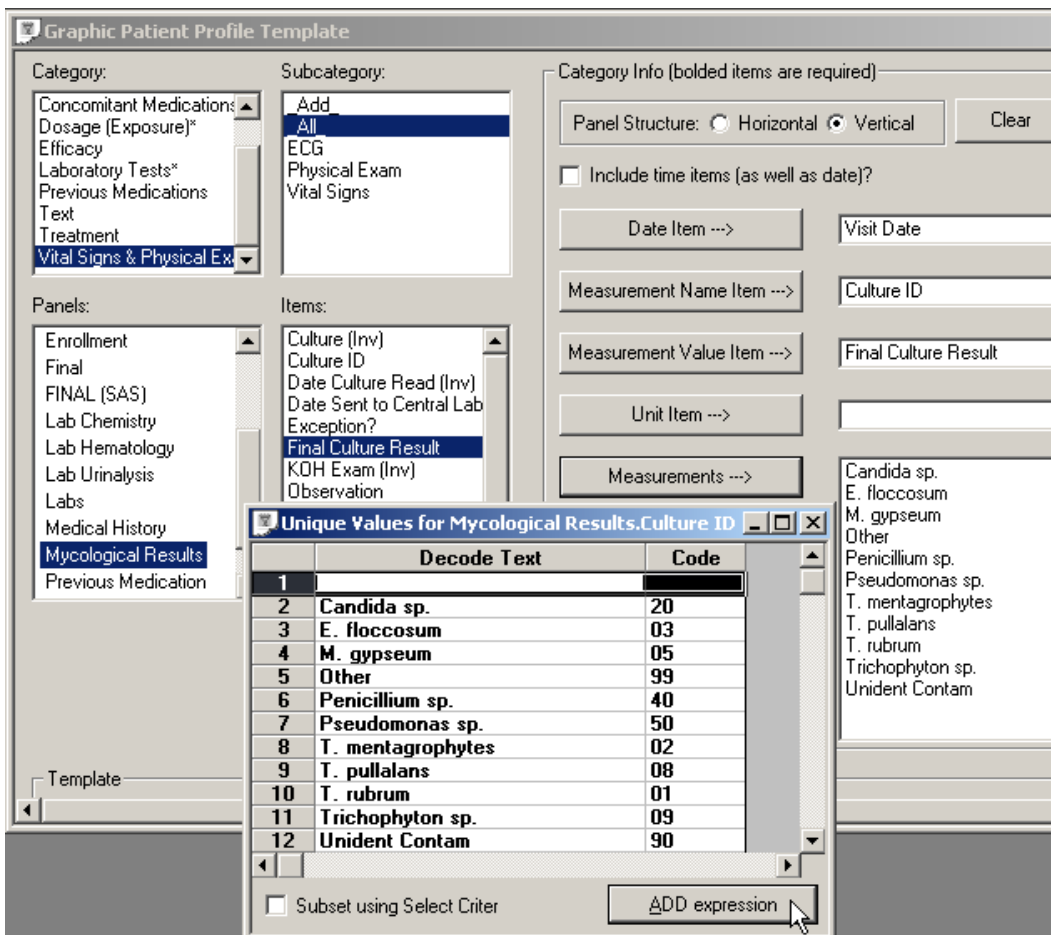 Graphic Patient Profile Template
Category:
Concomitant Medications
Dosage (Exposure)*
Efficacy
Laboratory Tests*
Previous Medications
Text
Treatment
Vital Signs & Physical Exa
Subcategory:
_Add_
_All_
ECG
Physical Exam
Vital Signs
Category Info (bolded items are required)
Panel Structure: Horizontal Vertical
Clear
Include time items (as well as date)?
Date Item --->
Visit Date
Measurement Name Item --->
Culture ID
Measurement Value Item --->
Final Culture Result
Unit Item --->
Measurements --->
Candida sp.
E. floccosum
M. gypseum
Other
Penicillium sp.
Pseudomonas sp.
T. mentagrophytes
T. pullalans
T. rubrum
Trichophyton sp.
Unident Contam
Panels:
Enrollment
Final
FINAL (SAS)
Lab Chemistry
Lab Hematology
Lab Urinalysis
Labs
Medical History
Mycological Results
Previous Medication
Items:
Culture (Inv)
Culture ID
Date Culture Read (Inv)
Date Sent to Central Lab
Exception?
Final Culture Result
KOH Exam (Inv)
Observation
Template
Unique Values for Mycological Results.Culture ID
Decode Text Code
1
2 Candida sp. 20
3 E. floccosum 03
4 M. gypseum 05
5 Other 99
6 Penicillium sp. 40
7 Pseudomonas sp. 50
8 T. mentagrophytes 02
9 T. pullalans 08
10 T. rubrum 01
11 Trichophyton sp. 09
12 Unident Contam 90
Subset using Select Criter
ADD expression